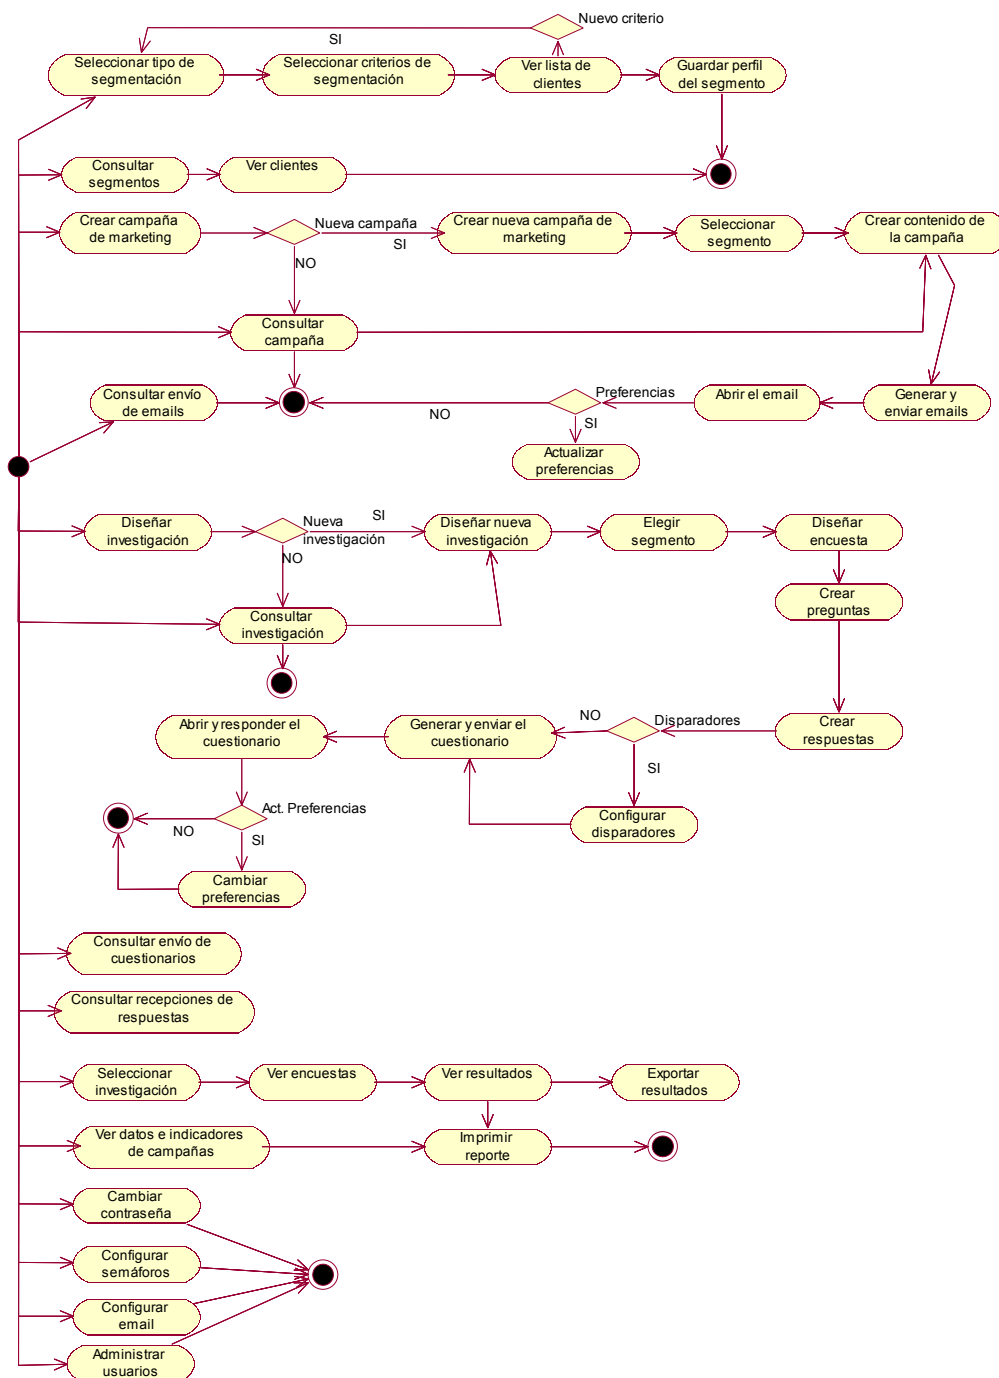 Nuevo criterio
SI
Seleccionar tipo de
segmentación
Seleccionar criterios de
segmentación
Ver lista de
clientes
Guardar perfil
del segmento
Consultar
segmentos
Ver clientes
Crear campaña
de marketing
Nueva campaña
SI
NO
Crear nueva campaña de
marketing
Seleccionar
segmento
Crear contenido de
la campaña
Consultar
campaña
Consultar envío
de emails
NO
Preferencias
SI
Abrir el email
Generar y
enviar emails
Actualizar
preferencias
Diseñar
investigación
Nueva
investigación
SI
NO
Diseñar nueva
investigación
Elegir
segmento
Diseñar
encuesta
Crear
preguntas
Consultar
investigación
Abrir y responder el
cuestionario
Generar y enviar el
cuestionario
NO
Disparadores
SI
Crear
respuestas
Configurar
disparadores
Act. Preferencias
NO
SI
Cambiar
preferencias
Consultar envío de
cuestionarios
Consultar recepciones de
respuestas
Seleccionar
investigación
Ver encuestas
Ver resultados
Exportar
resultados
Ver datos e indicadores
de campañas
Imprimir
reporte
Cambiar
contraseña
Configurar
semáforos
Configurar
email
Administrar
usuarios